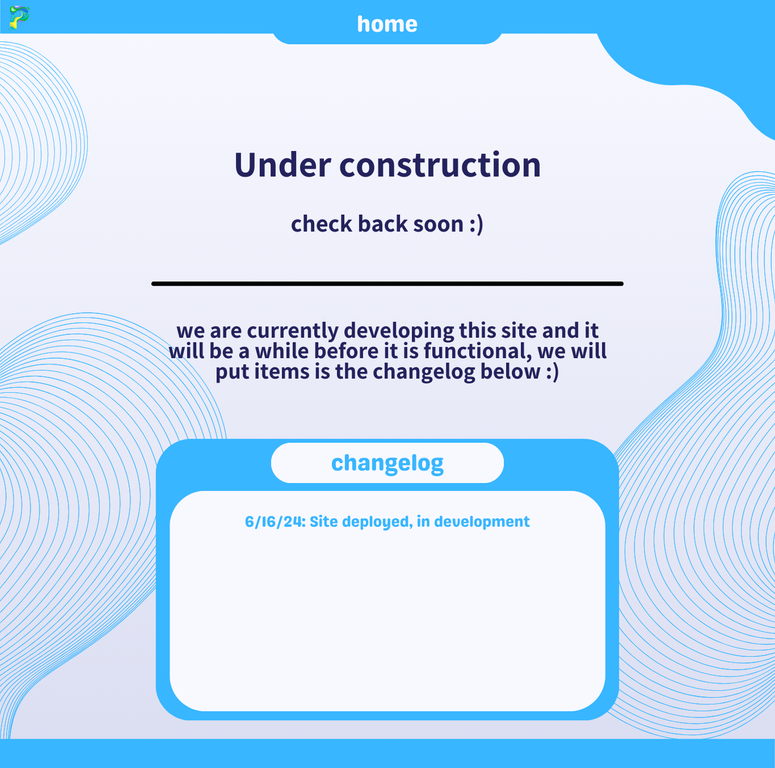 home
Under construction
check back soon :)
we are currently developing this site and it
will be a while before it is functional, we will
put items is the changelog below :)
changelog
6/16/24: Site deployed, in development